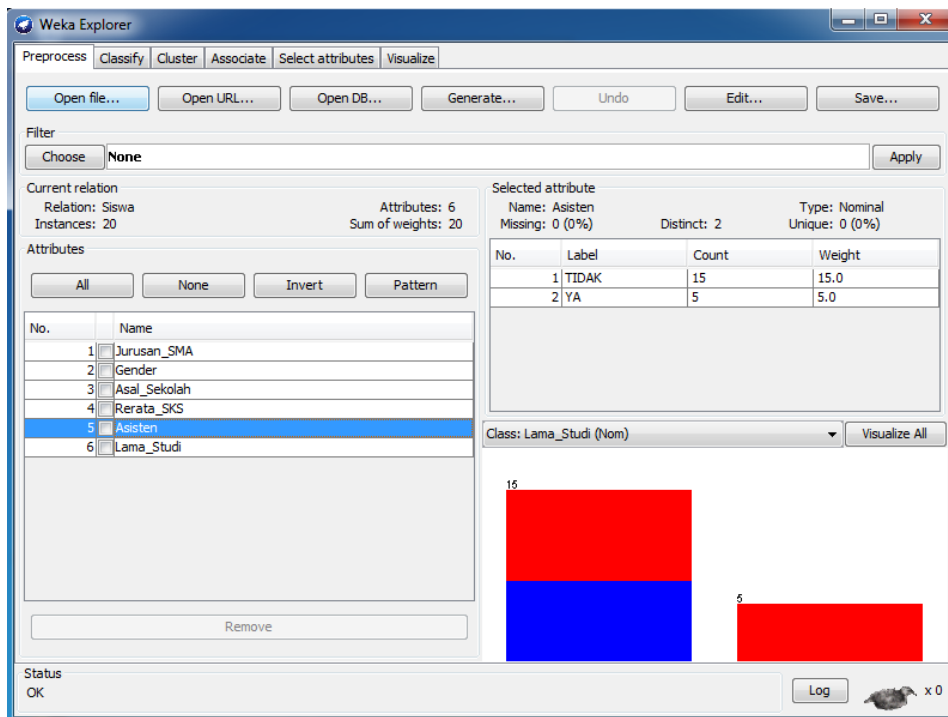 Weka Explorer
Preprocess Classify Cluster Associate Select attributes Visualize
Open file... Open URL... Open DB... Generate... Undo Edit... Save...
Filter
Choose None Apply
Current relation
Relation: Siswa Attributes: 6
Instances: 20 Sum of weights: 20
Attributes
All None Invert Pattern
No. Name
1 Jurusan_SMA
2 Gender
3 Asal_Sekolah
4 Rerata_SKS
5 Asisten
6 Lama_Studi
Remove
Selected attribute
Name: Asisten Type: Nominal
Missing: 0 (0%) Distinct: 2 Unique: 0 (0%)
No. Label Count Weight
1 TIDAK 15 15.0
2 YA 5 5.0
Class: Lama_Studi (Nom) Visualize All
15
5
Status
OK Log x 0